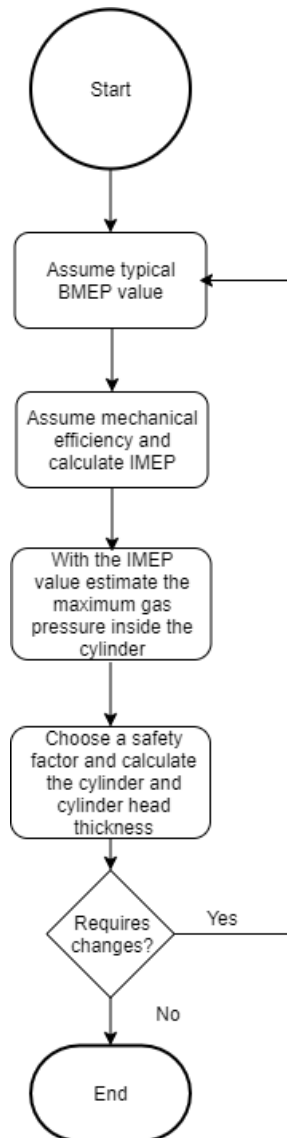 Start
Assume typical
BMEP value
Assume mechanical
efficiency and
calculate IMEP
With the IMEP
value estimate the
maximum gas
pressure inside the
cylinder
Choose a safety
factor and calculate
the cylinder and
cylinder head
thickness
Requires
changes?
Yes
No
End